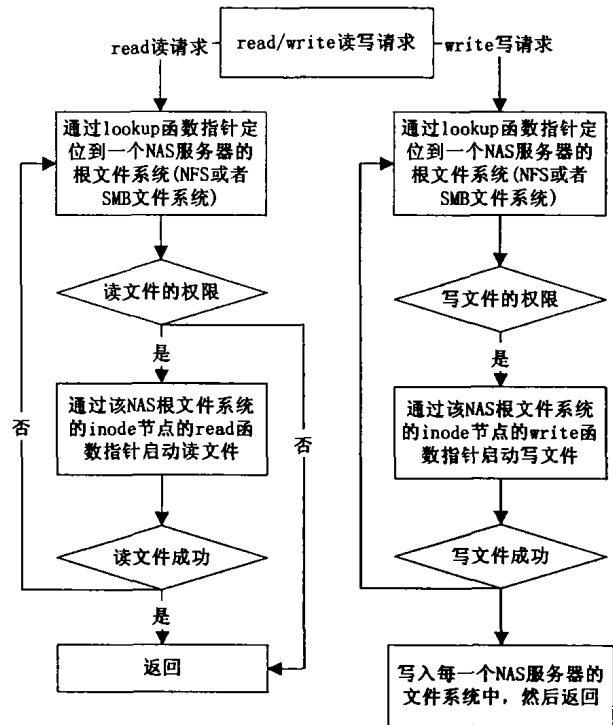 read/write读写请求
read读请求
write写请求
通过lookup函数指针定
位到一个NAS服务器的
根文件系统(NFS或者
SMB文件系统)
读文件的权限
是
否
通过该NAS根文件系统
的inode节点的read函
数指针启动读文件
否
读文件成功
是
返回
通过lookup函数指针定
位到一个NAS服务器的
根文件系统(NFS或者
SMB文件系统)
写文件的权限
是
通过该NAS根文件系统
的inode节点的write函
数指针启动写文件
写文件成功
写入每一个NAS服务器的
文件系统中，然后返回